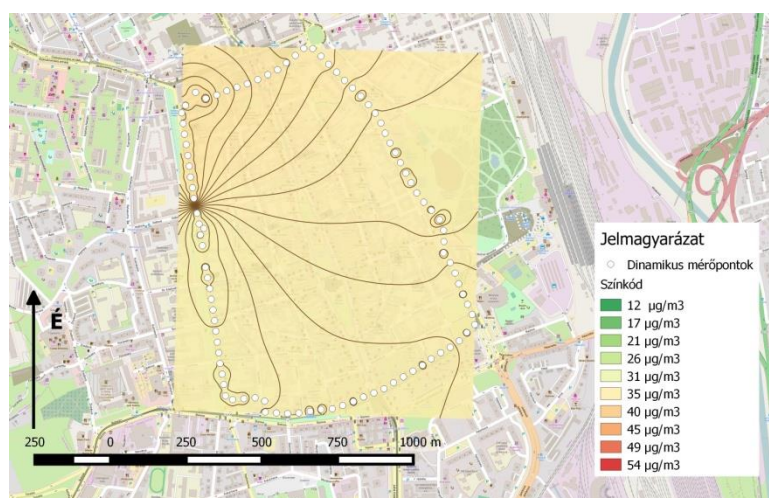 Jelmagyarázat
Dinamikus mérőpontok
Színkód
12 µg/m3
17 µg/m3
21 µg/m3
26 µg/m3
31 µg/m3
35 µg/m3
40 µg/m3
45 µg/m3
49 µg/m3
54 µg/m3
É
250 0 250 500 750 1000 m